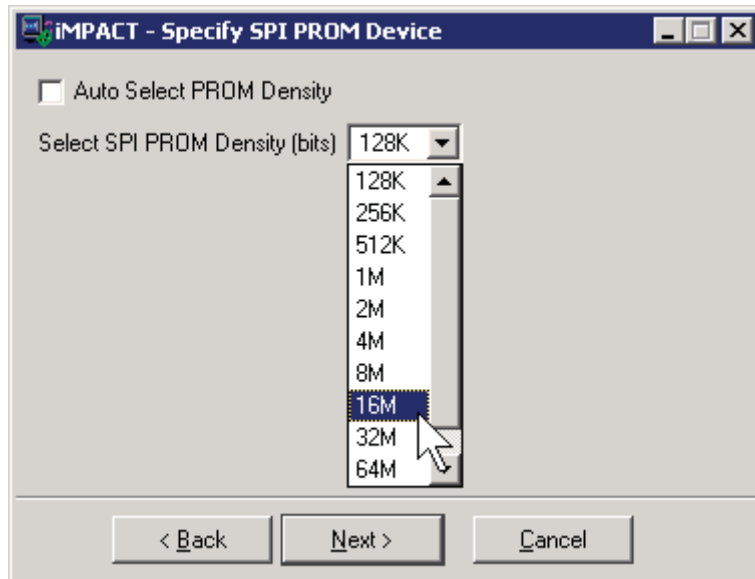 iMPACT - Specify SPI PROM Device
Auto Select PROM Density
Select SPI PROM Density (bits) 128K
128K
256K
512K
1M
2M
4M
8M
16M
32M
64M
< Back Next > Cancel